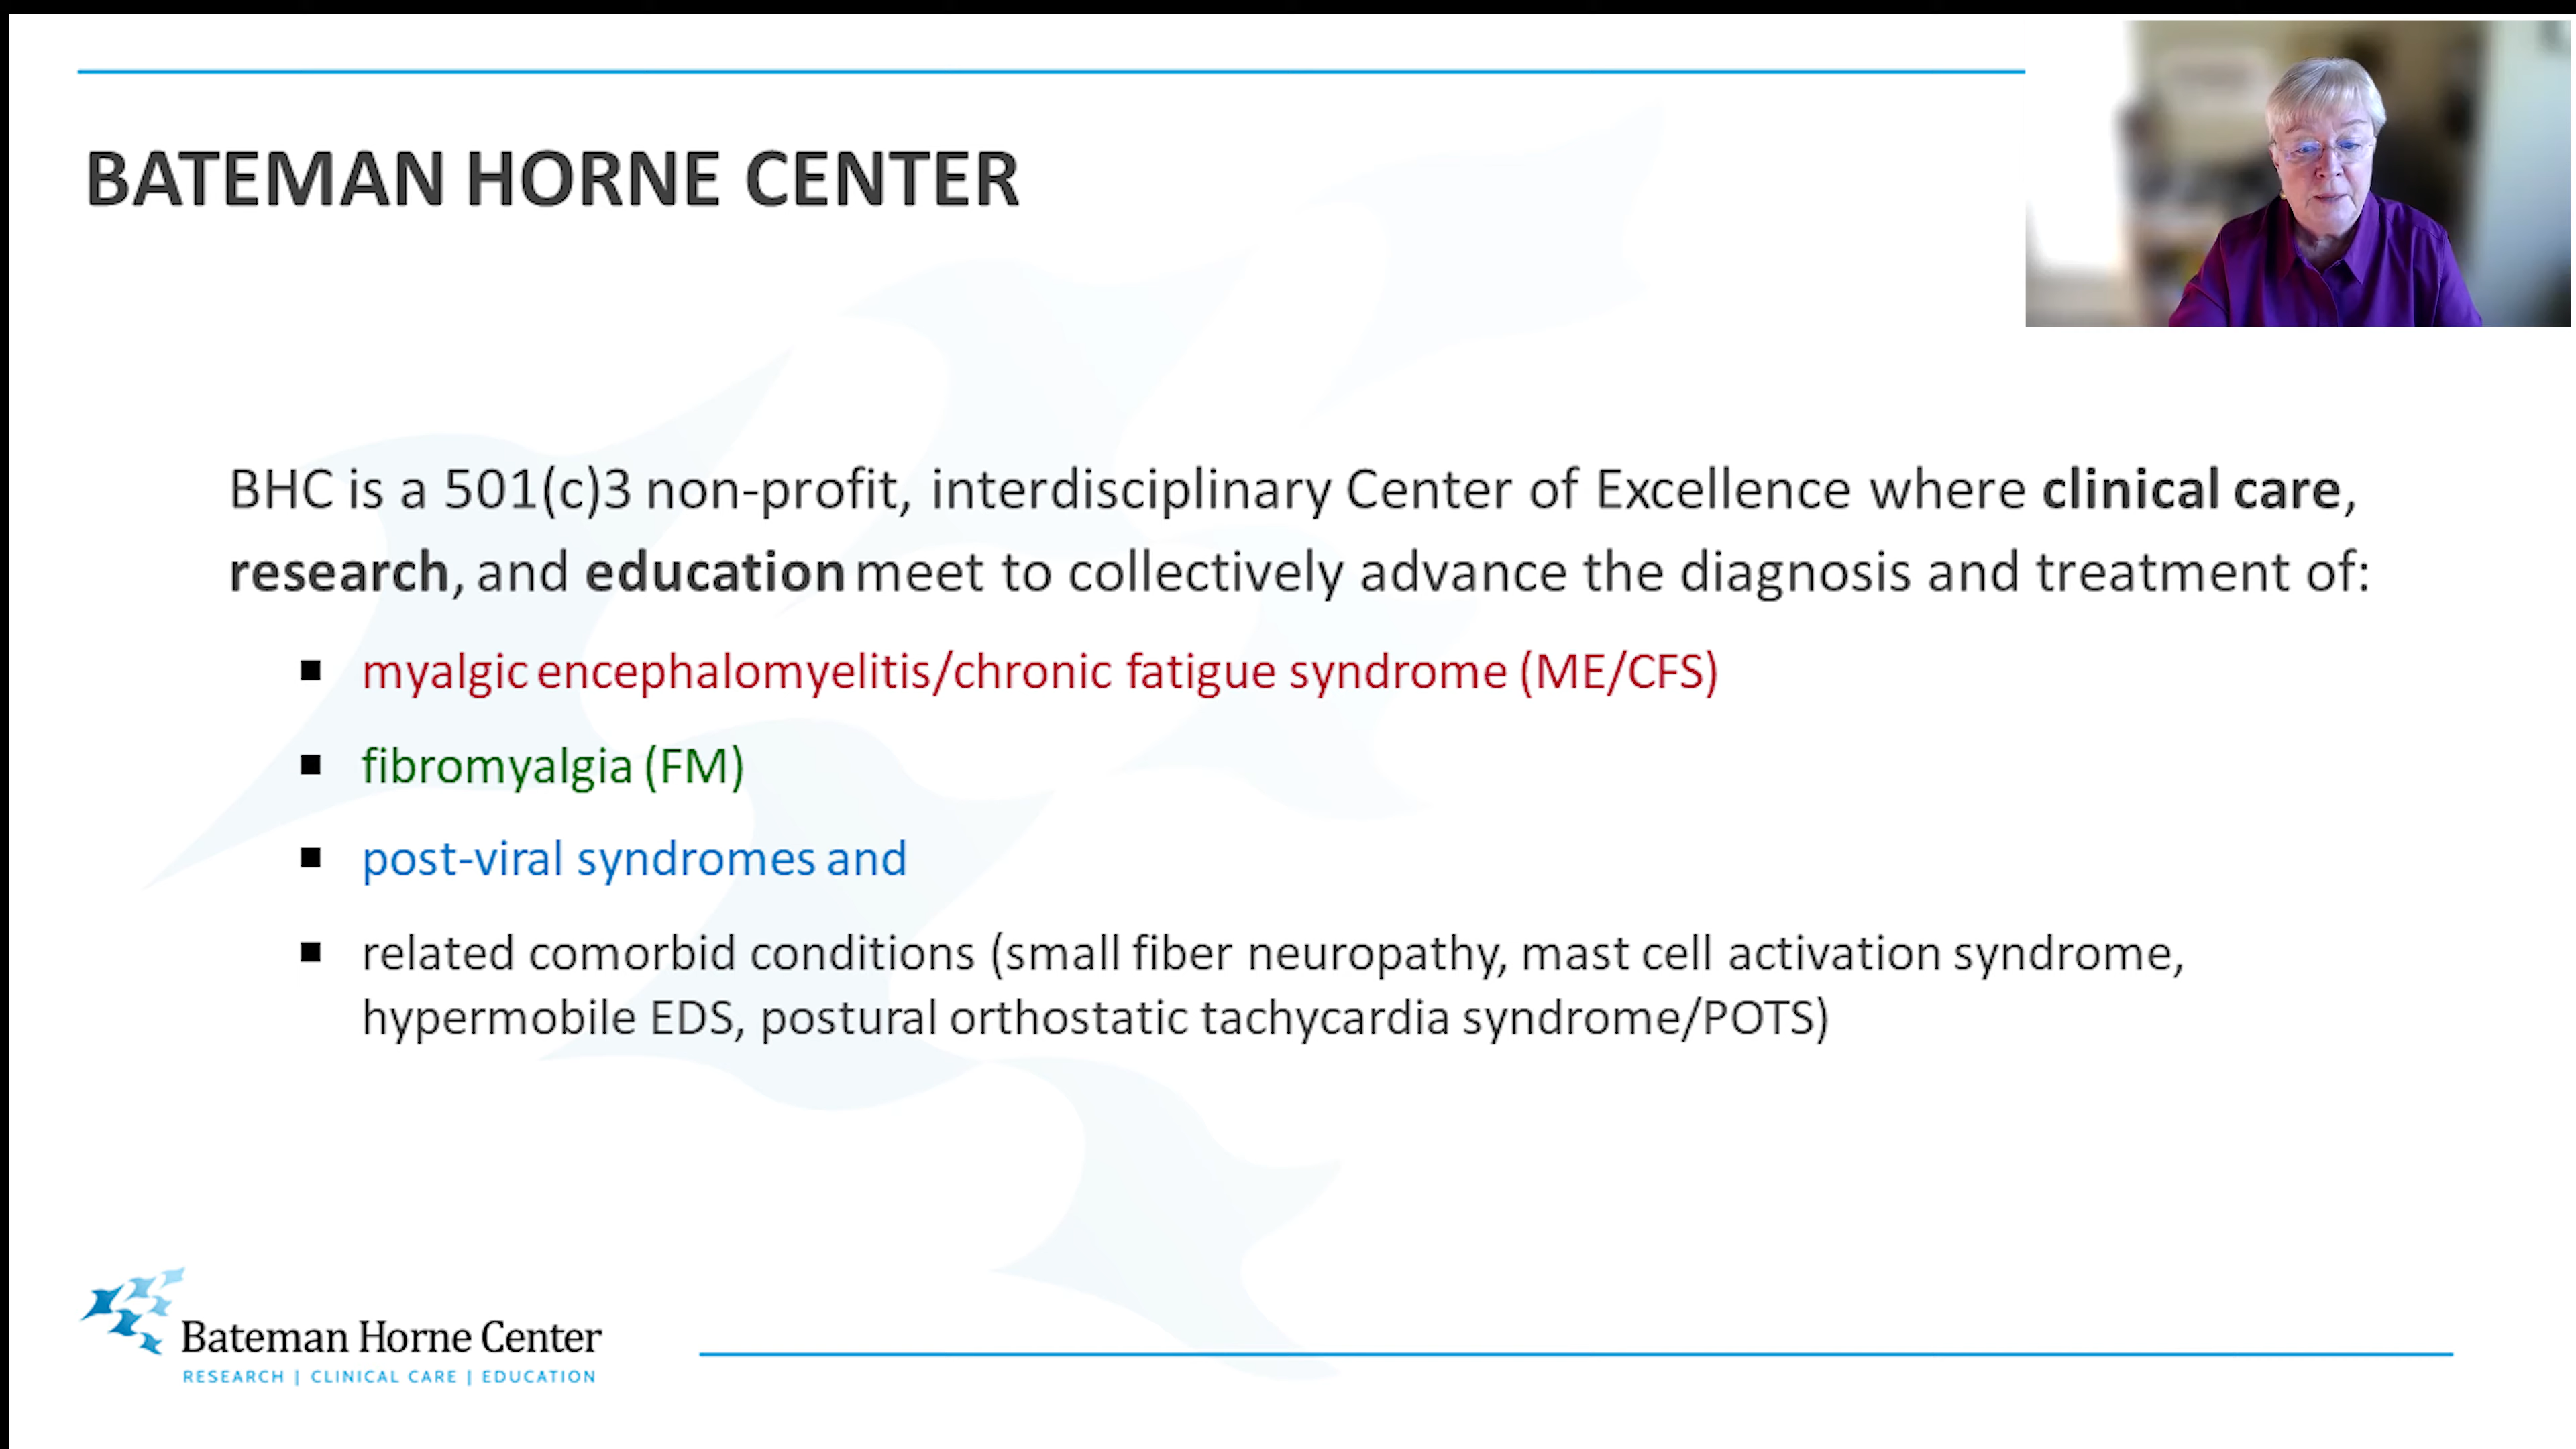 BATEMAN HORNE CENTER
BHC is a 501(c)3 non-profit, interdisciplinary Center of Excellence where clinical care,
research, and education meet to collectively advance the diagnosis and treatment of:
▪ myalgic encephalomyelitis/chronic fatigue syndrome (ME/CFS)
▪ fibromyalgia (FM)
▪ post-viral syndromes and
▪ related comorbid conditions (small fiber neuropathy, mast cell activation syndrome,
hypermobile EDS, postural orthostatic tachycardia syndrome/POTS)
Bateman Horne Center
RESEARCH | CLINICAL CARE | EDUCATION